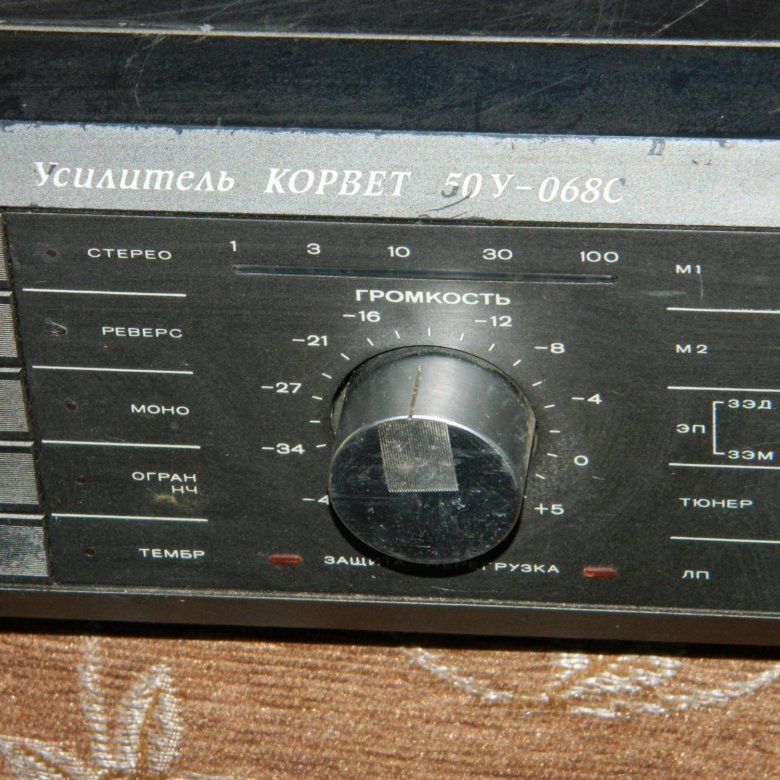 Усилитель КОРВЕТ 50У-068С
СТЕРЕО
РЕВЕРС
МОНО
ОГРАН
НЧ
ТЕМБР
1 3 10 30 100
ГРОМКОСТЬ
-16 -12
-21 -8
-27 -4
-34 0
+5
М1
М2
ЭП
ЗЭД
ЗЭМ
ТЮНЕР
ЛП